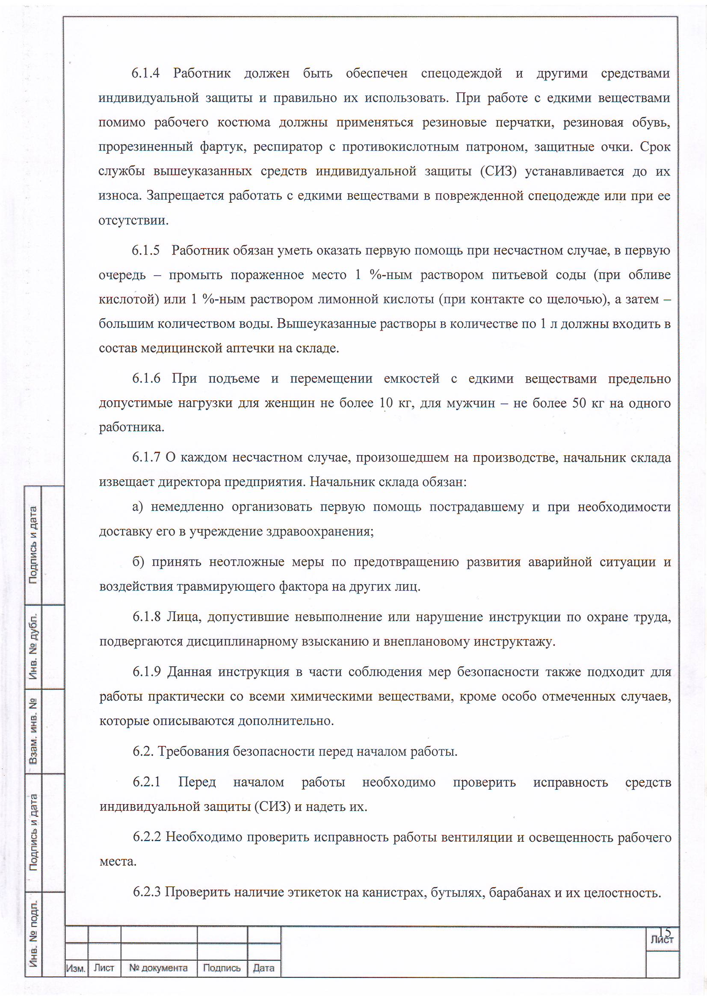 6.1.4 Работник должен быть обеспечен спецодеждой и другими средствами
индивидуальной защиты и правильно их использовать. При работе с едкими веществами
помимо рабочего костюма должны применяться резиновые перчатки, резиновая обувь,
прорезиненный фартук, респиратор с противокислотным патроном, защитные очки. Срок
службы вышеуказанных средств индивидуальной защиты (СИЗ) устанавливается до их
износа. Запрещается работать с едкими веществами в поврежденной спецодежде или при ее
отсутствии.
6.1.5 Работник обязан уметь оказать первую помощь при несчастном случае, в первую
очередь – промыть пораженное место 1 %-ным раствором питьевой соды (при обливе
кислотой) или 1 %-ным раствором лимонной кислоты (при контакте со щелочью), а затем –
большим количеством воды. Вышеуказанные растворы в количестве по 1 л должны входить в
состав медицинской аптечки на складе.
6.1.6 При подъеме и перемещении емкостей с едкими веществами предельно
допустимые нагрузки для женщин не более 10 кг, для мужчин – не более 50 кг на одного
работника.
6.1.7 О каждом несчастном случае, произошедшем на производстве, начальник склада
извещает директора предприятия. Начальник склада обязан:
а) немедленно организовать первую помощь пострадавшему и при необходимости
доставку его в учреждение здравоохранения;
б) принять неотложные меры по предотвращению развития аварийной ситуации и
воздействия травмирующего фактора на других лиц.
6.1.8 Лица, допустившие невыполнение или нарушение инструкции по охране труда,
подвергаются дисциплинарному взысканию и внеплановому инструктажу.
6.1.9 Данная инструкция в части соблюдения мер безопасности также подходит для
работы практически со всеми химическими веществами, кроме особо отмеченных случаев,
которые описываются дополнительно.
6.2. Требования безопасности перед началом работы.
6.2.1 Перед началом работы необходимо проверить исправность средств
индивидуальной защиты (СИЗ) и надеть их.
6.2.2 Необходимо проверить исправность работы вентиляции и освещенность рабочего
места.
6.2.3 Проверить наличие этикеток на канистрах, бутылях, барабанах и их целостность.
Подпись и дата
Инв. № дубл.
Взам. инв. №
Подпись и дата
Инв. № подп.
Изм. Лист № документа Подпись Дата
15
Лист